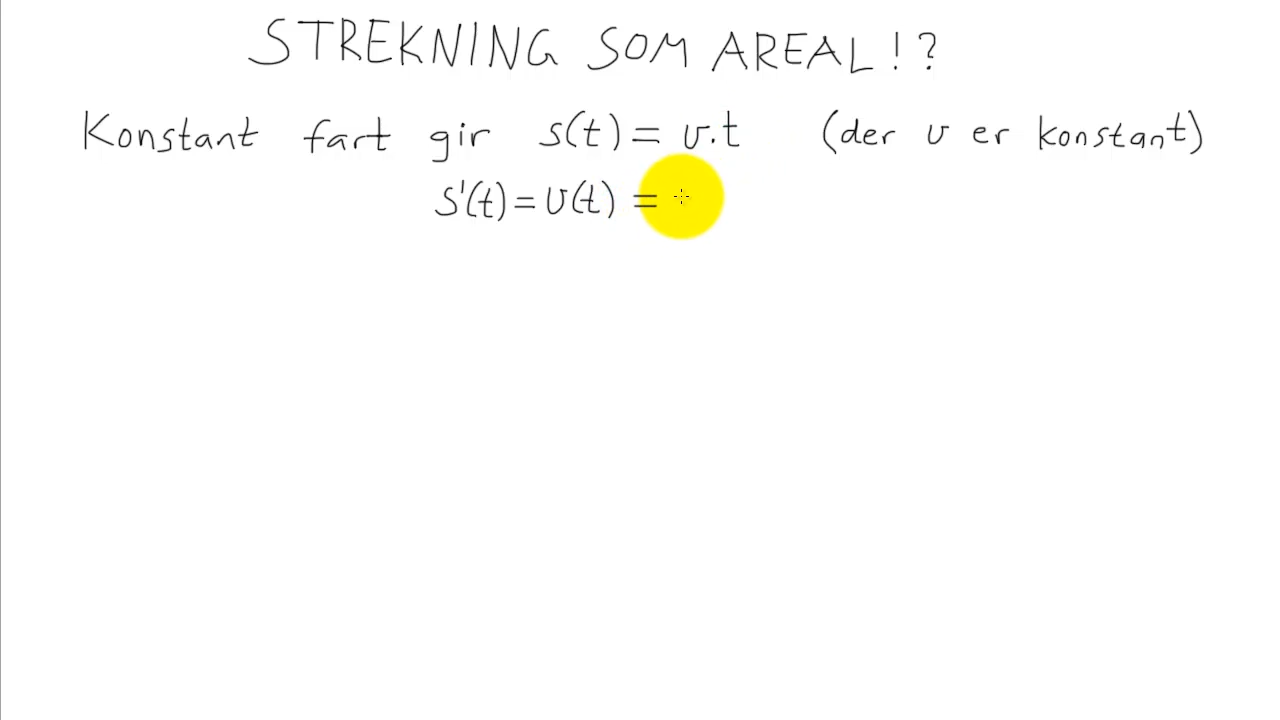 STREKNING SOM AREAL!?
Konstant fart gir s(t) = v·t (der v er konstant)
s'(t) = v(t) =